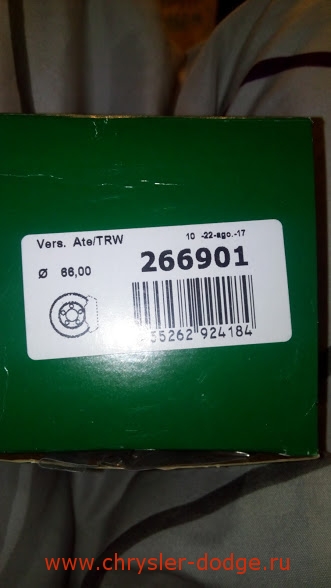 Vers. Ate/TRW
10 -22-ago.-17
Ø 66,00
266901
55262 924184
www.chrysler-dodge.ru